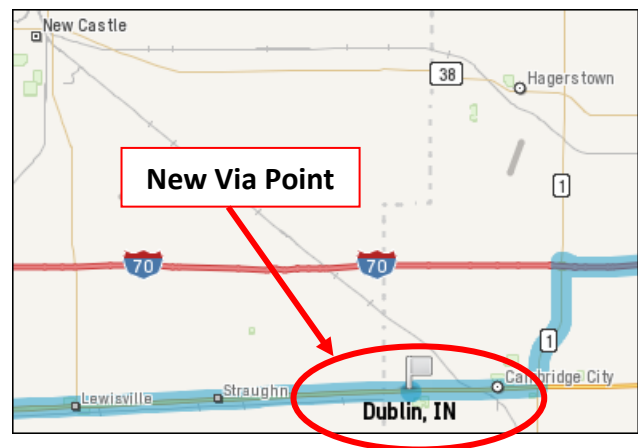 New Castle
38
Hagerstown
New Via Point
1
70
70
1
Cambridge City
Straughn
Lewisville
Dublin, IN